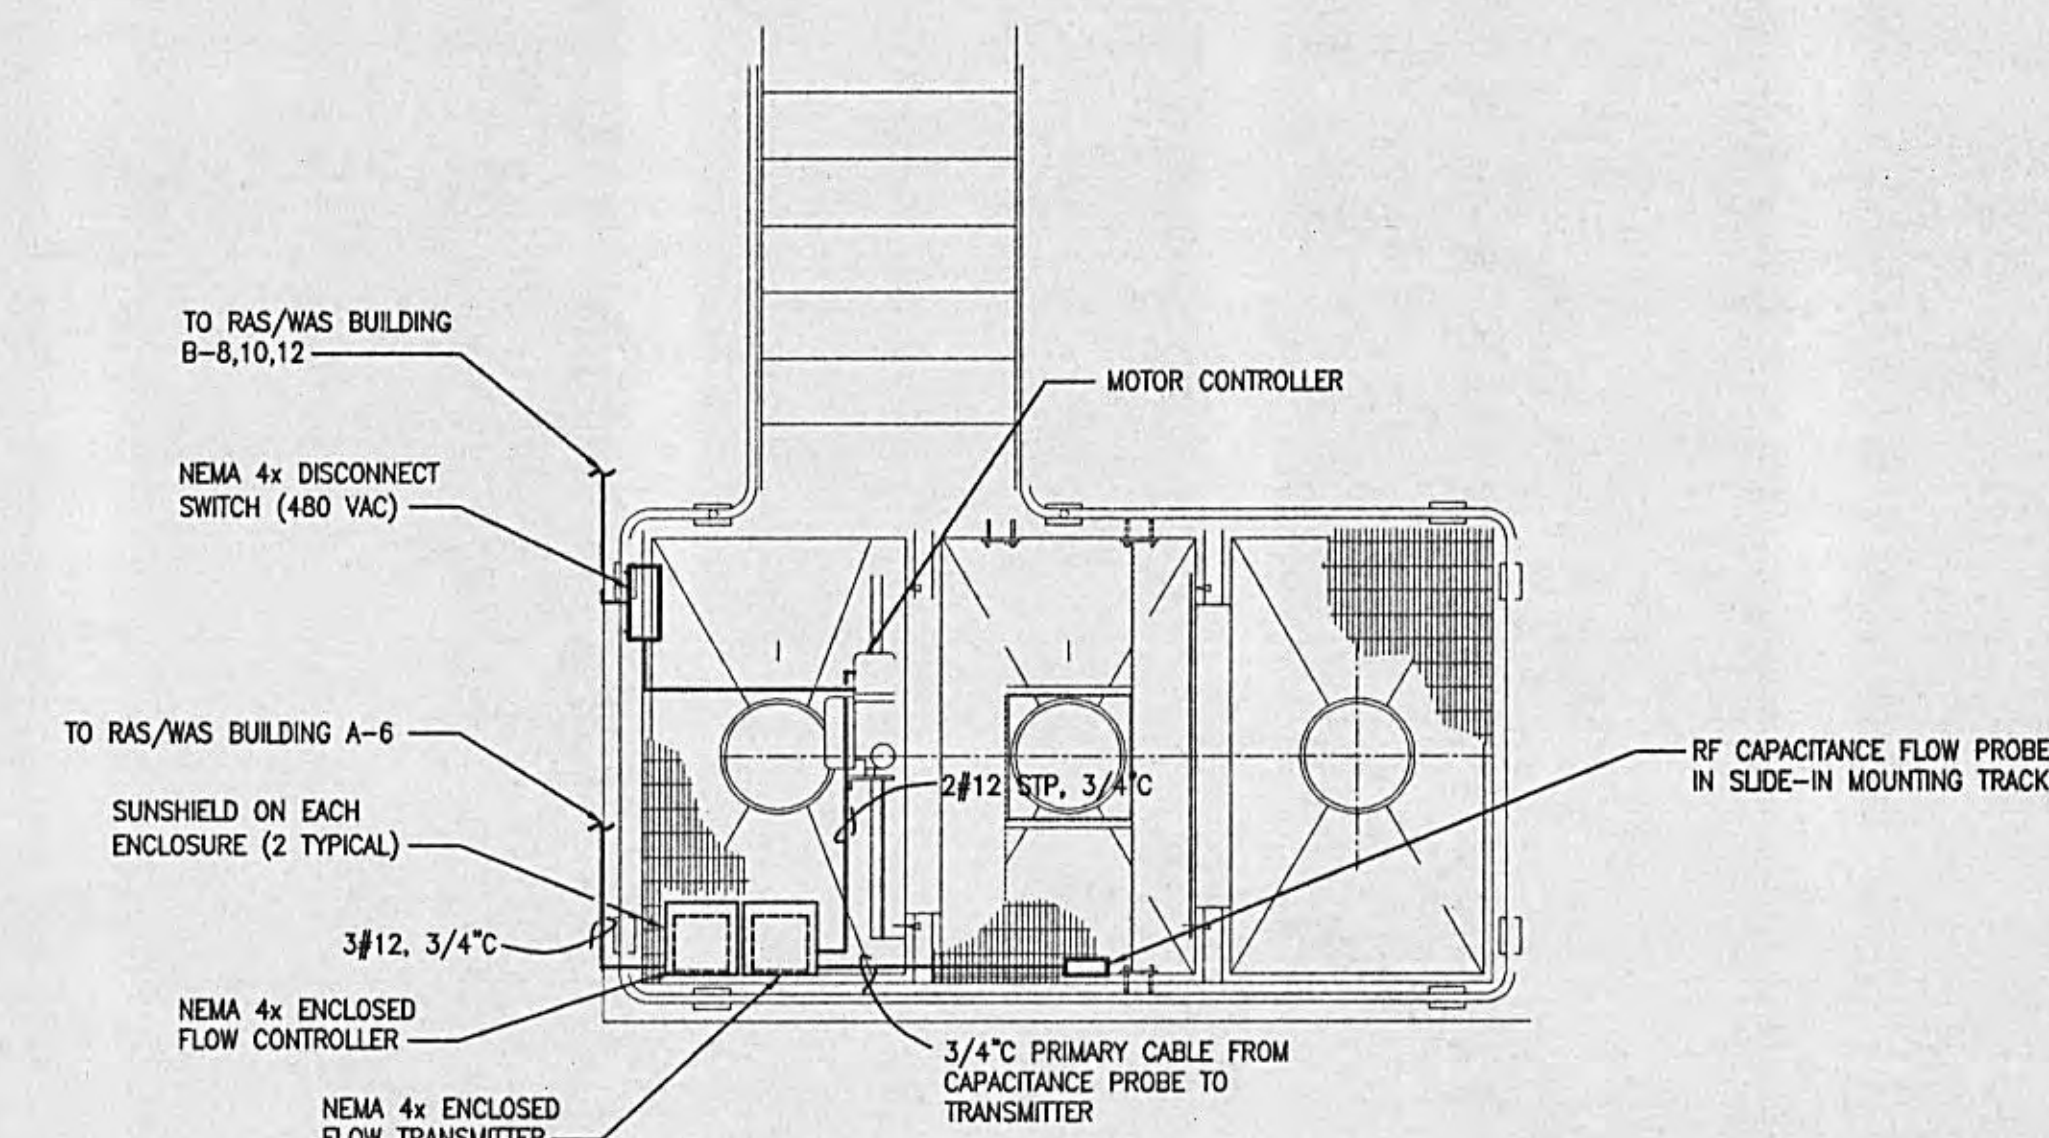 TO RAS/WAS BUILDING
B-8,10,12
MOTOR CONTROLLER
NEMA 4x DISCONNECT
SWITCH (480 VAC)
TO RAS/WAS BUILDING A-6
RF CAPACITANCE FLOW PROBE
IN SLIDE-IN MOUNTING TRACK
2#12 STP, 3/4"C
SUNSHIELD ON EACH
ENCLOSURE (2 TYPICAL)
3#12, 3/4"C
NEMA 4x ENCLOSED
FLOW CONTROLLER
3/4"C PRIMARY CABLE FROM
CAPACITANCE PROBE TO
TRANSMITTER
NEMA 4x ENCLOSED
FLOW TRANSMITTER